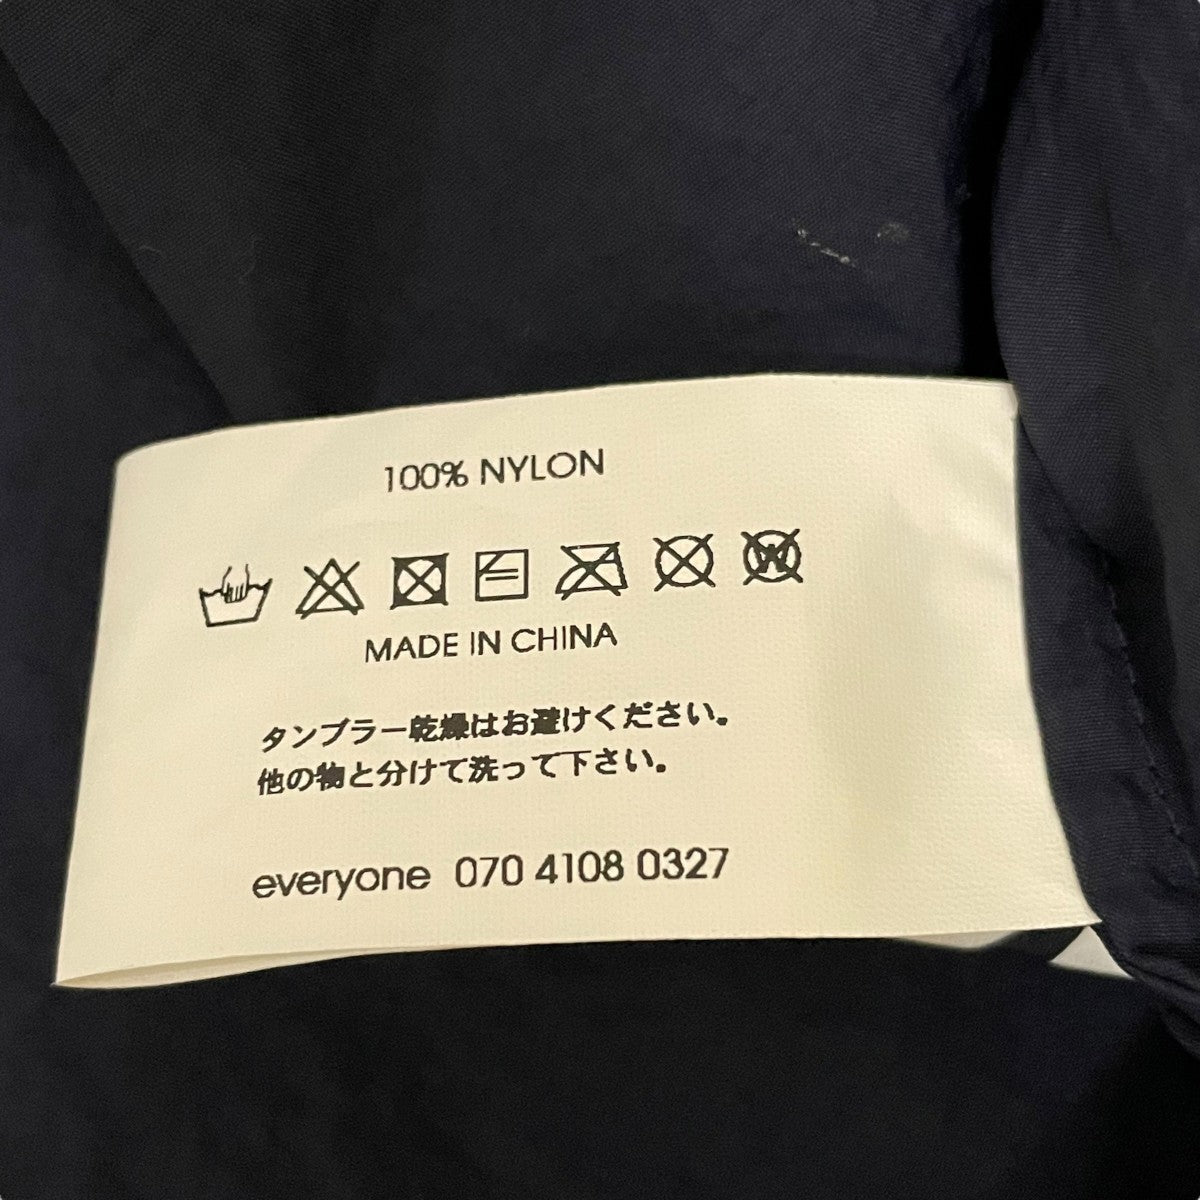 100% NYLON
MADE IN CHINA
タンブラー乾燥はお避けください。
他の物と分けて洗って下さい。
everyone 070 4108 0327